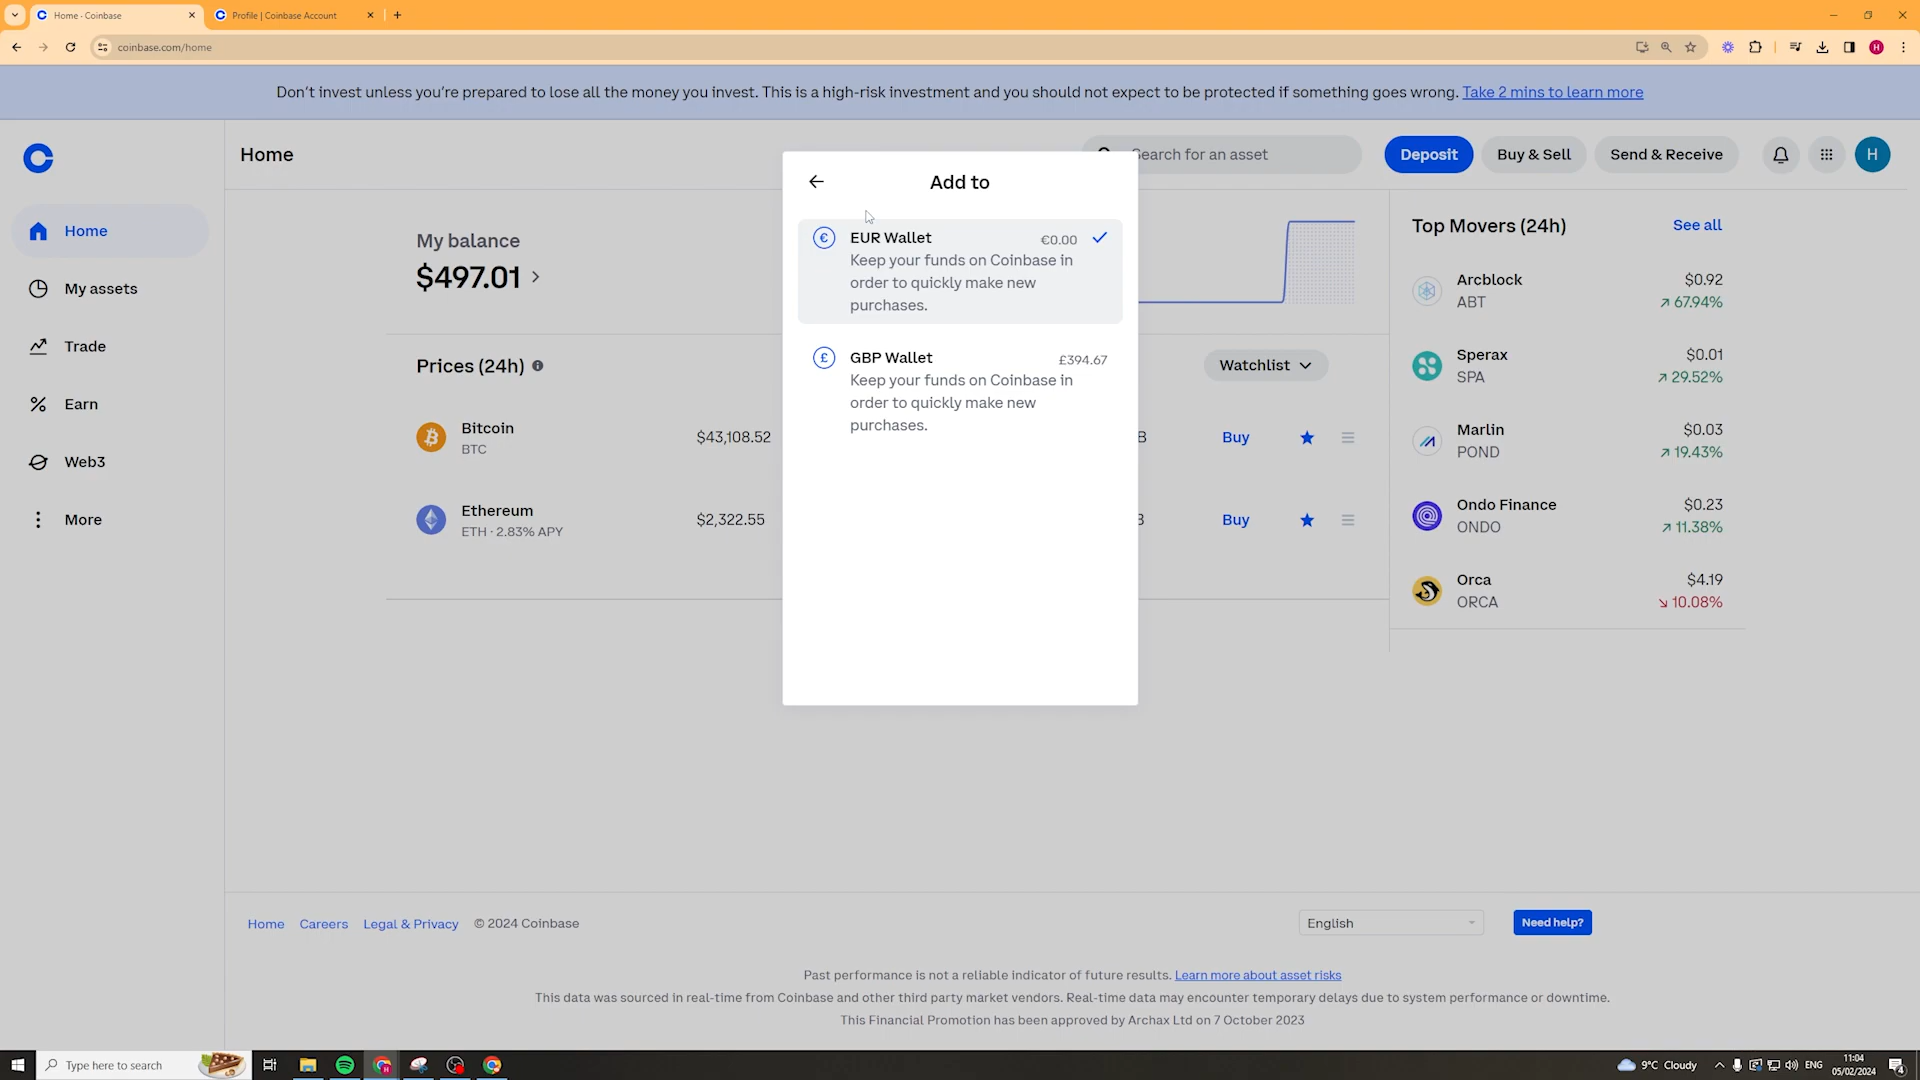 Home - Coinbase
Profile | Coinbase Account
coinbase.com/home
H
Don't invest unless you're prepared to lose all the money you invest. This is a high-risk investment and you should not expect to be protected if something goes wrong. Take 2 mins to learn more
Home
Search for an asset
Deposit
Buy & Sell
Send & Receive
H
Home
My assets
Trade
Earn
Web3
More
My balance
$497.01
Prices (24h)
Watchlist
Bitcoin
BTC
$43,108.52
B
Buy
Ethereum
ETH · 2.83% APY
$2,322.55
Buy
Add to
€
EUR Wallet
€0.00
Keep your funds on Coinbase in
order to quickly make new
purchases.
£
GBP Wallet
£394.67
Keep your funds on Coinbase in
order to quickly make new
purchases.
Top Movers (24h)
See all
Arcblock
$0.92
ABT
↗ 67.94%
Sperax
$0.01
SPA
↗ 29.52%
Marlin
$0.03
POND
↗ 19.43%
Ondo Finance
$0.23
ONDO
↗ 11.38%
Orca
$4.19
ORCA
↘ 10.08%
Home
Careers
Legal & Privacy
© 2024 Coinbase
English
Need help?
Past performance is not a reliable indicator of future results. Learn more about asset risks
This data was sourced in real-time from Coinbase and other third party market vendors. Real-time data may encounter temporary delays due to system performance or downtime.
This Financial Promotion has been approved by Archax Ltd on 7 October 2023
Type here to search
9°C Cloudy
ENG
11:04
05/02/2024
4